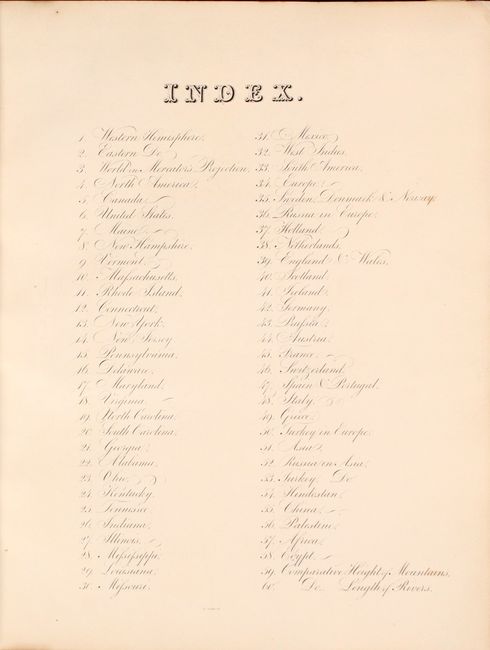 INDEX.
1. Western Hemisphere.
2. Eastern Do
3. World on Mercator's Projection.
4. North America.
5. Canada.
6. United States.
7. Maine.
8. New Hampshire.
9. Vermont.
10. Massachusetts.
11. Rhode Island.
12. Connecticut.
13. New York.
14. New Jersey
15. Pennsylvania.
16. Delaware.
17. Maryland.
18. Virginia.
19. North Carolina.
20. South Carolina.
21. Georgia.
22. Alabama.
23. Ohio.
24. Kentucky.
25. Tennessee
26. Indiana.
27. Illinois.
28. Mississippi.
29. Louisiana.
30. Missouri.
31. Mexico.
32. West Indies.
33. South America.
34. Europe.
35. Sweden, Denmark & Norway.
36. Russia in Europe.
37. Holland
38. Netherlands.
39. England & Wales.
40. Scotland.
41. Ireland.
42. Germany.
43. Prussia.
44. Austria.
45. France.
46. Switzerland.
47. Spain & Portugal.
48. Italy.
49. Greece.
50. Turkey in Europe.
51. Asia.
52. Russia in Asia.
53. Turkey Do
54. Hindostan.
55. China.
56. Palestine.
57. Africa.
58. Egypt.
59. Comparative Height of Mountains.
60. Do Length of Rivers.